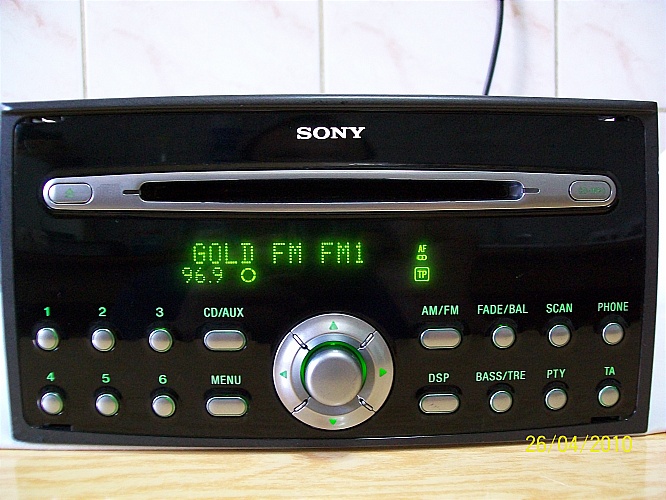 SONY
GOLD FM FM1
AF
96.9
TP
1 2 3 CD/AUX AM/FM FADE/BAL SCAN PHONE
4 5 6 MENU DSP BASS/TRE PTY TA
26/04/2010